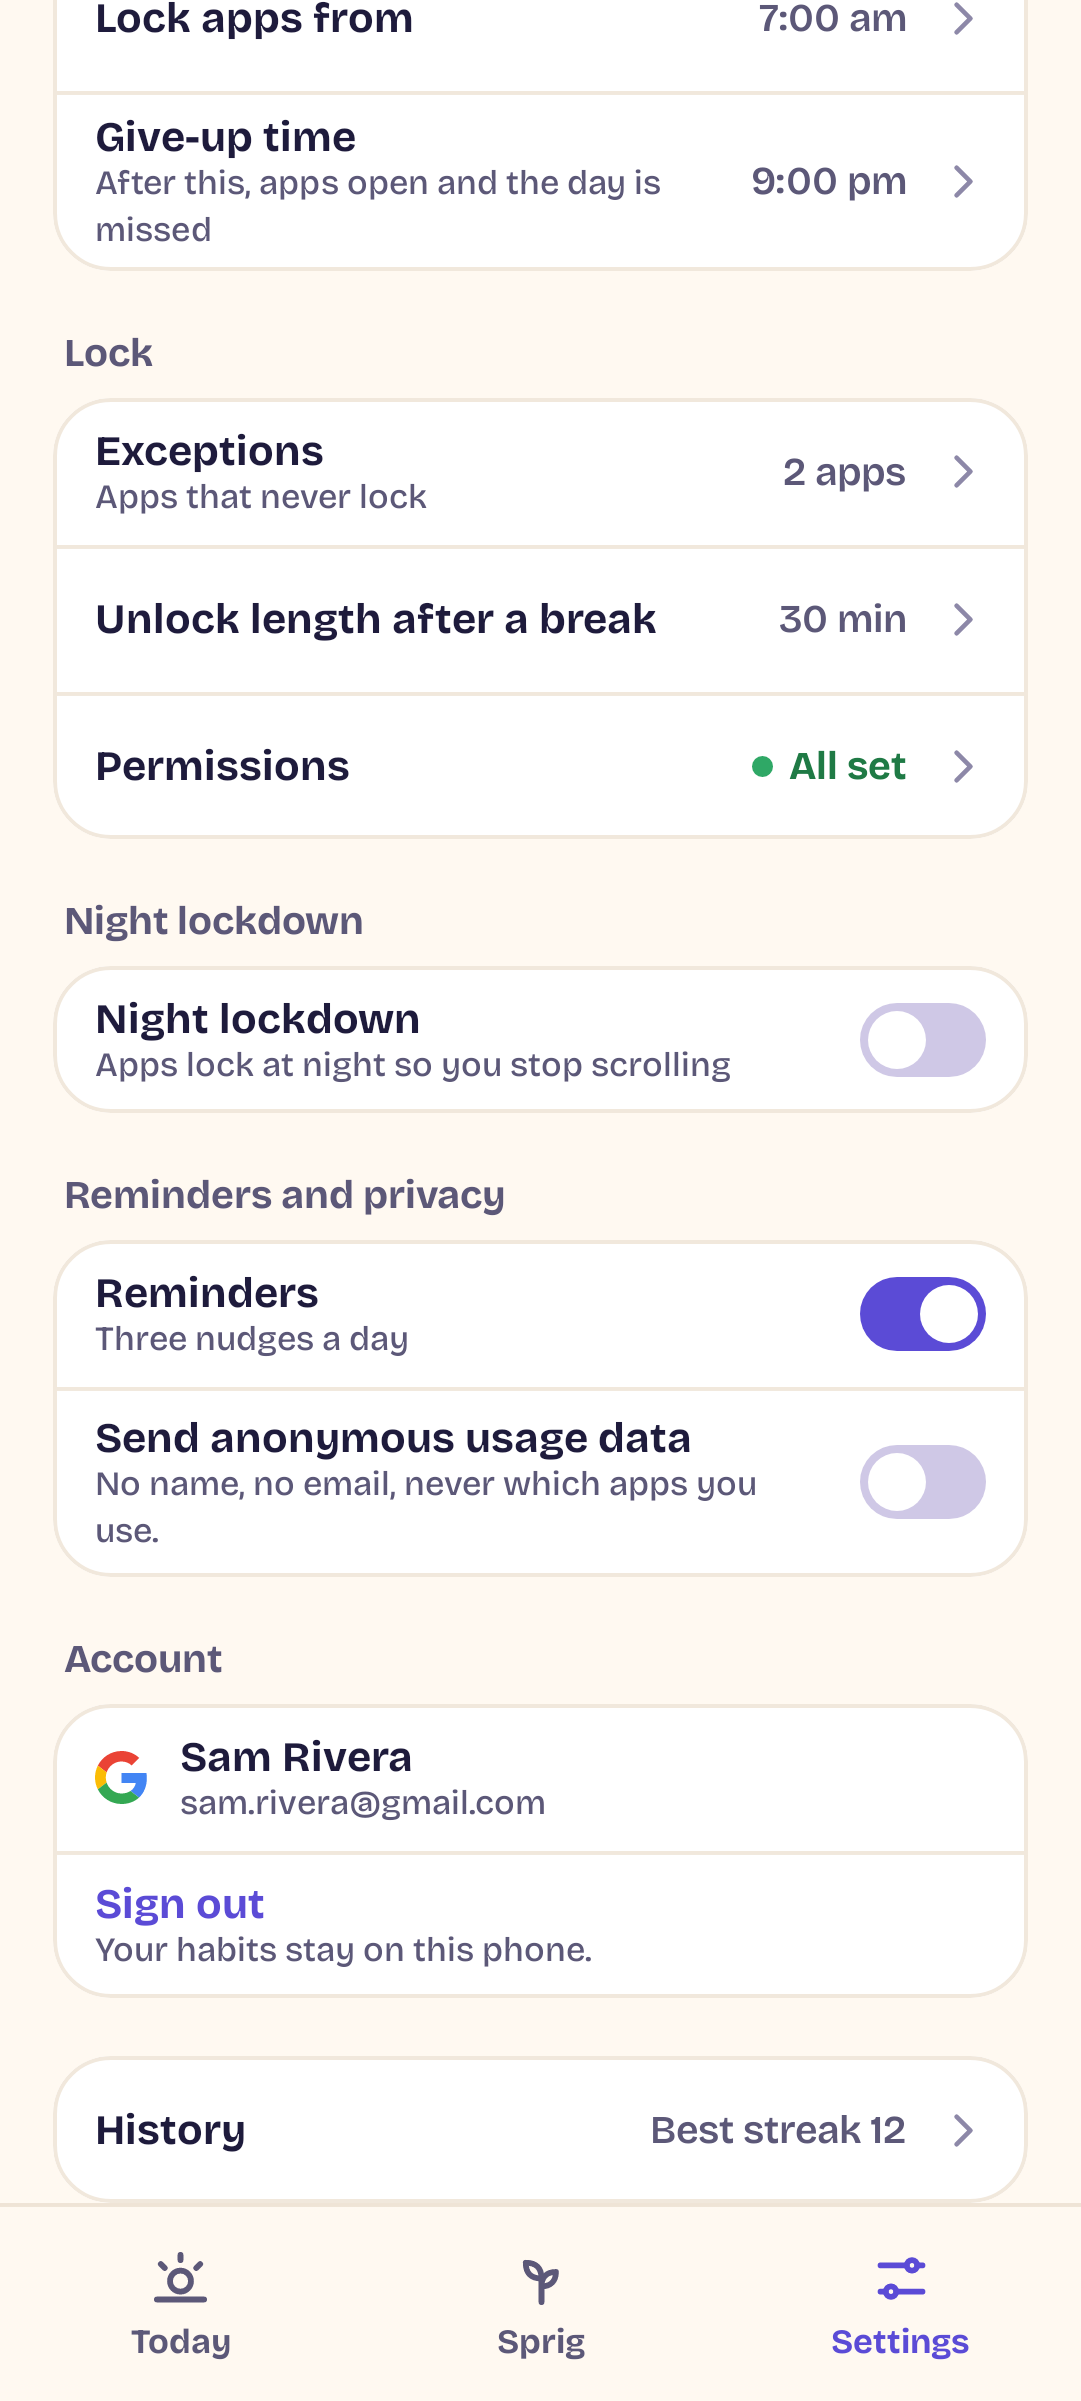 Lock apps from
7:00 am
Give-up time
After this, apps open and the day is
missed
9:00 pm
Lock
Exceptions
Apps that never lock
2 apps
Unlock length after a break
30 min
Permissions
All set
Night lockdown
Night lockdown
Apps lock at night so you stop scrolling
Reminders and privacy
Reminders
Three nudges a day
Send anonymous usage data
No name, no email, never which apps you
use.
Account
Sam Rivera
sam.rivera@gmail.com
Sign out
Your habits stay on this phone.
History
Best streak 12
Today
Sprig
Settings